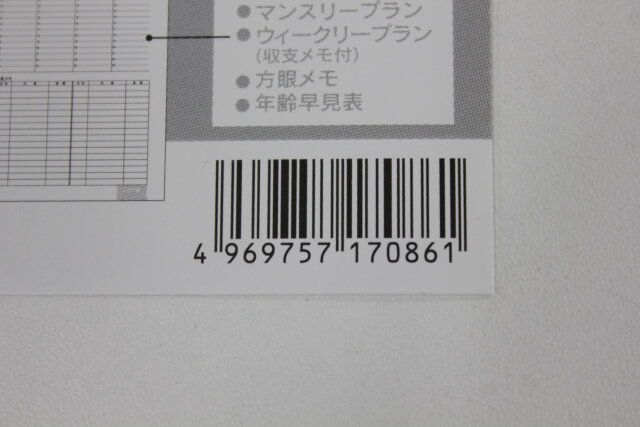 ●マンスリープラン
●ウィークリープラン
(収支メモ付)
●方眼メモ
●年齢早見表
4 969757 170861